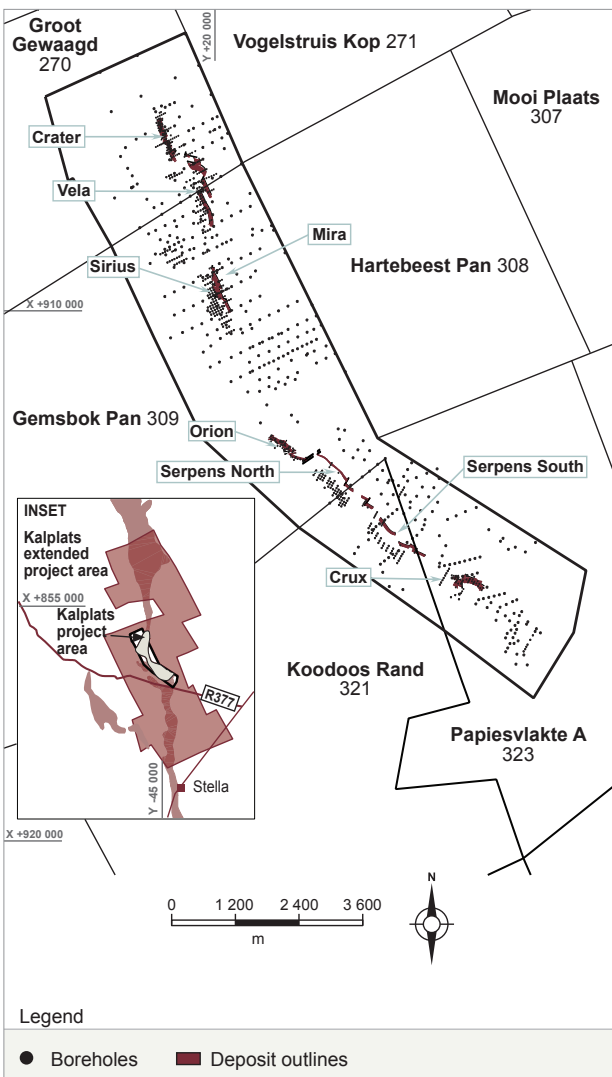 Groot
Gewaagd
270
Y +20 000
Vogelstruis Kop 271
Mooi Plaats
307
Crater
Vela
Mira
Sirius
Hartebeest Pan 308
X +910 000
Gemsbok Pan 309
Orion
Serpens North
Serpens South
Crux
INSET
Kalplats
extended
project area
X +855 000
Kalplats
project
area
R377
Y -45 000
Stella
Koodoos Rand
321
Papiesvlakte A
323
X +920 000
N
0 1 200 2 400 3 600
m
Legend
Boreholes Deposit outlines